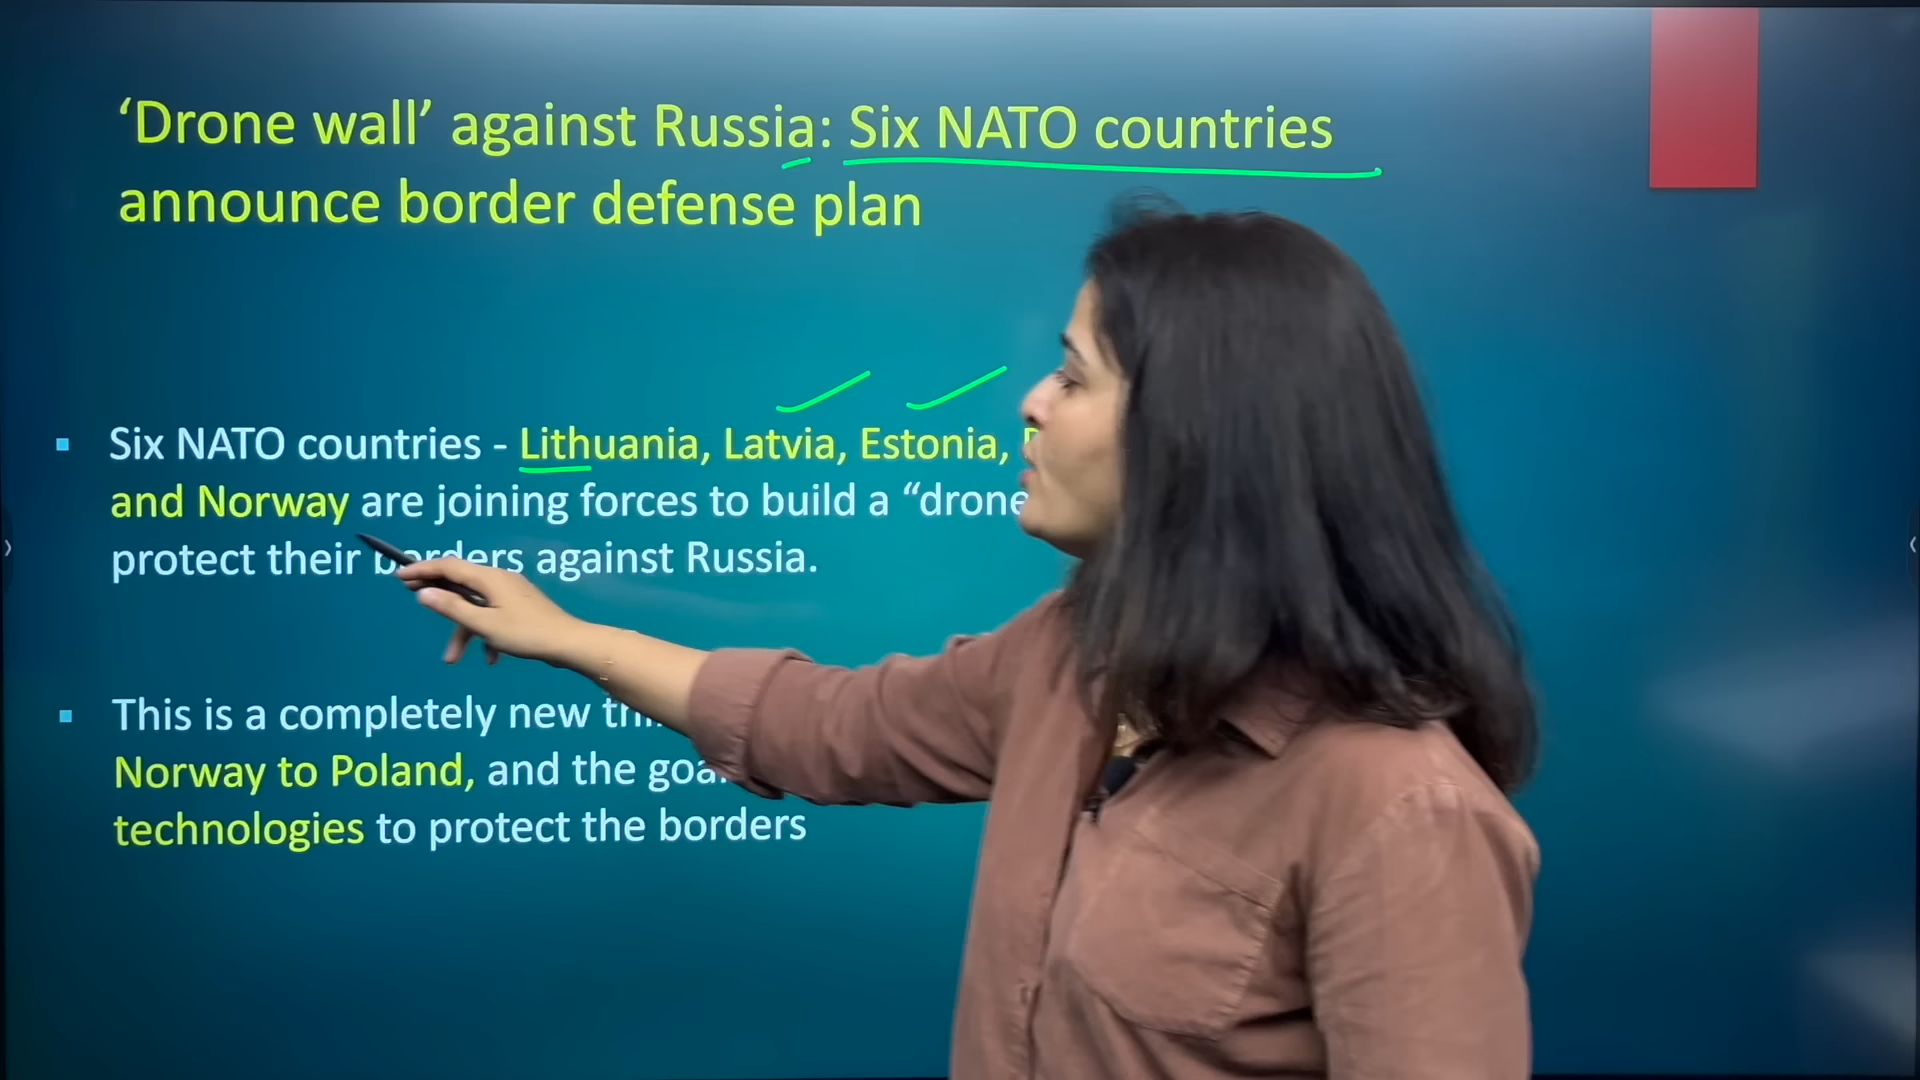 ‘Drone wall’ against Russia: Six NATO countries
announce border defense plan
Six NATO countries - Lithuania, Latvia, Estonia,
and Norway are joining forces to build a “drone
protect their borders against Russia.
This is a completely new
Norway to Poland, and the goal
technologies to protect the borders